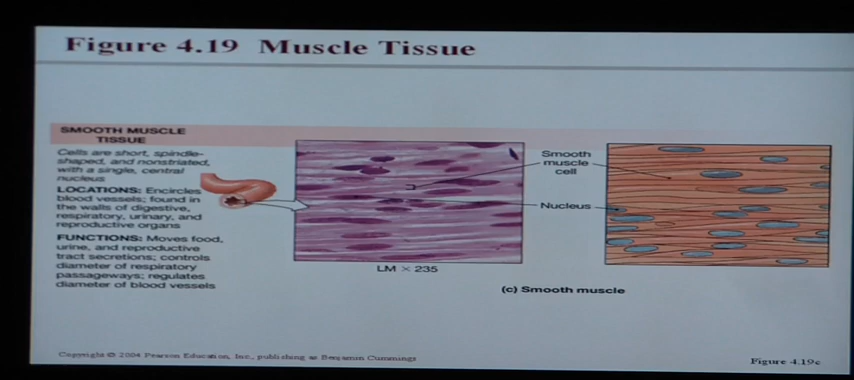 Figure 4.19 Muscle Tissue
SMOOTH MUSCLE
TISSUE
Cells are short, spindle-
shaped, and nonstriated,
with a single, central
nucleus
LOCATIONS: Encircles
blood vessels; found in
the walls of digestive,
respiratory, urinary, and
reproductive organs
FUNCTIONS: Moves food,
urine, and reproductive
tract secretions; controls
diameter of respiratory
passageways; regulates
diameter of blood vessels
Smooth
muscle
cell
Nucleus
LM × 235
(c) Smooth muscle
Copyright © 2004 Pearson Education, Inc., publishing as Benjamin Cummings
Figure 4.19c